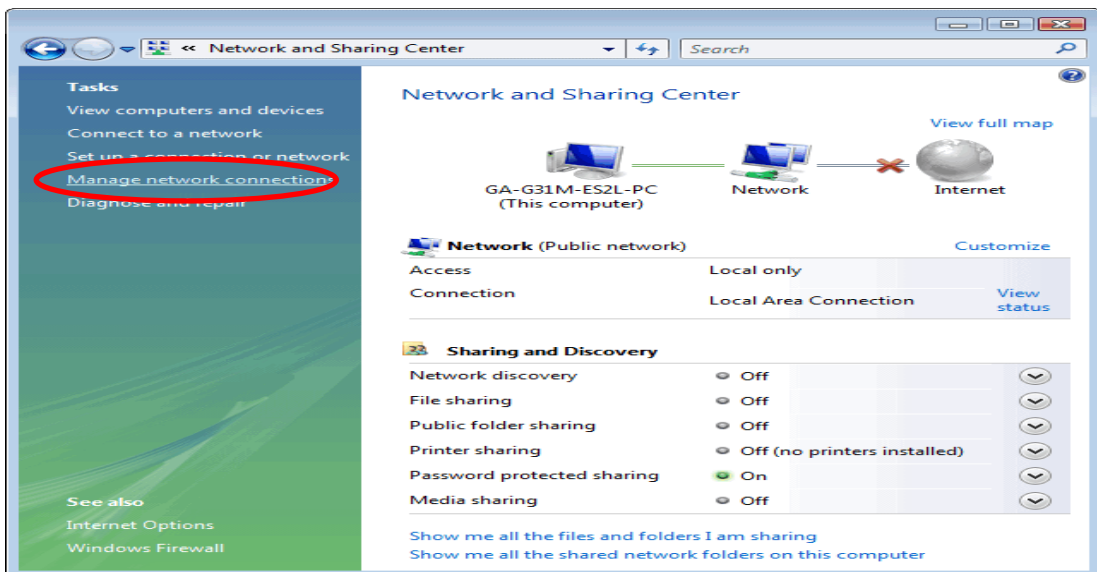 « Network and Sharing Center
Search
Tasks
View computers and devices
Connect to a network
Set up a connection or network
Manage network connections
Diagnose and repair
See also
Internet Options
Windows Firewall
Network and Sharing Center
View full map
GA-G31M-ES2L-PC
(This computer)
Network
Internet
Network (Public network)
Customize
Access Local only
Connection Local Area Connection View
status
Sharing and Discovery
Network discovery Off
File sharing Off
Public folder sharing Off
Printer sharing Off (no printers installed)
Password protected sharing On
Media sharing Off
Show me all the files and folders I am sharing
Show me all the shared network folders on this computer